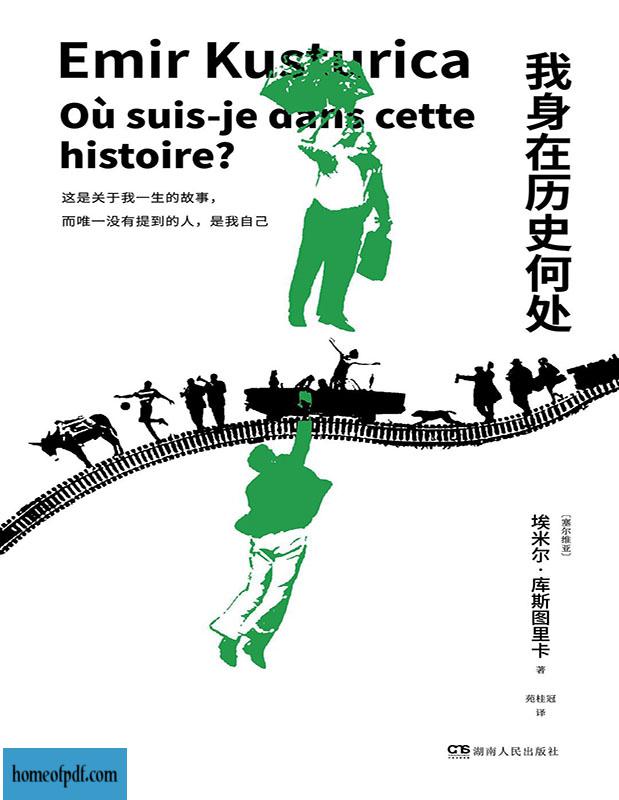 Emir Kusturica
Où suis-je dans cette
histoire?
这是关于我一生的故事，
而唯一没有提到的人，是我自己
我身在历史何处
［塞尔维亚］
埃米尔·库斯图里卡
著
苑桂冠
译
湖南人民出版社
homeofpdf.com